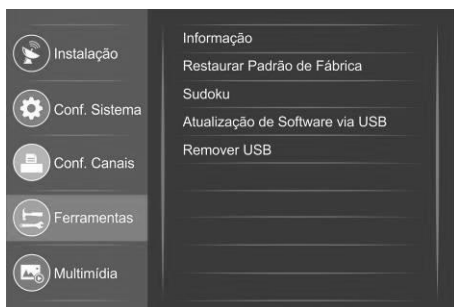 Instalação
Conf. Sistema
Conf. Canais
Ferramentas
Multimídia
Informação
Restaurar Padrão de Fábrica
Sudoku
Atualização de Software via USB
Remover USB